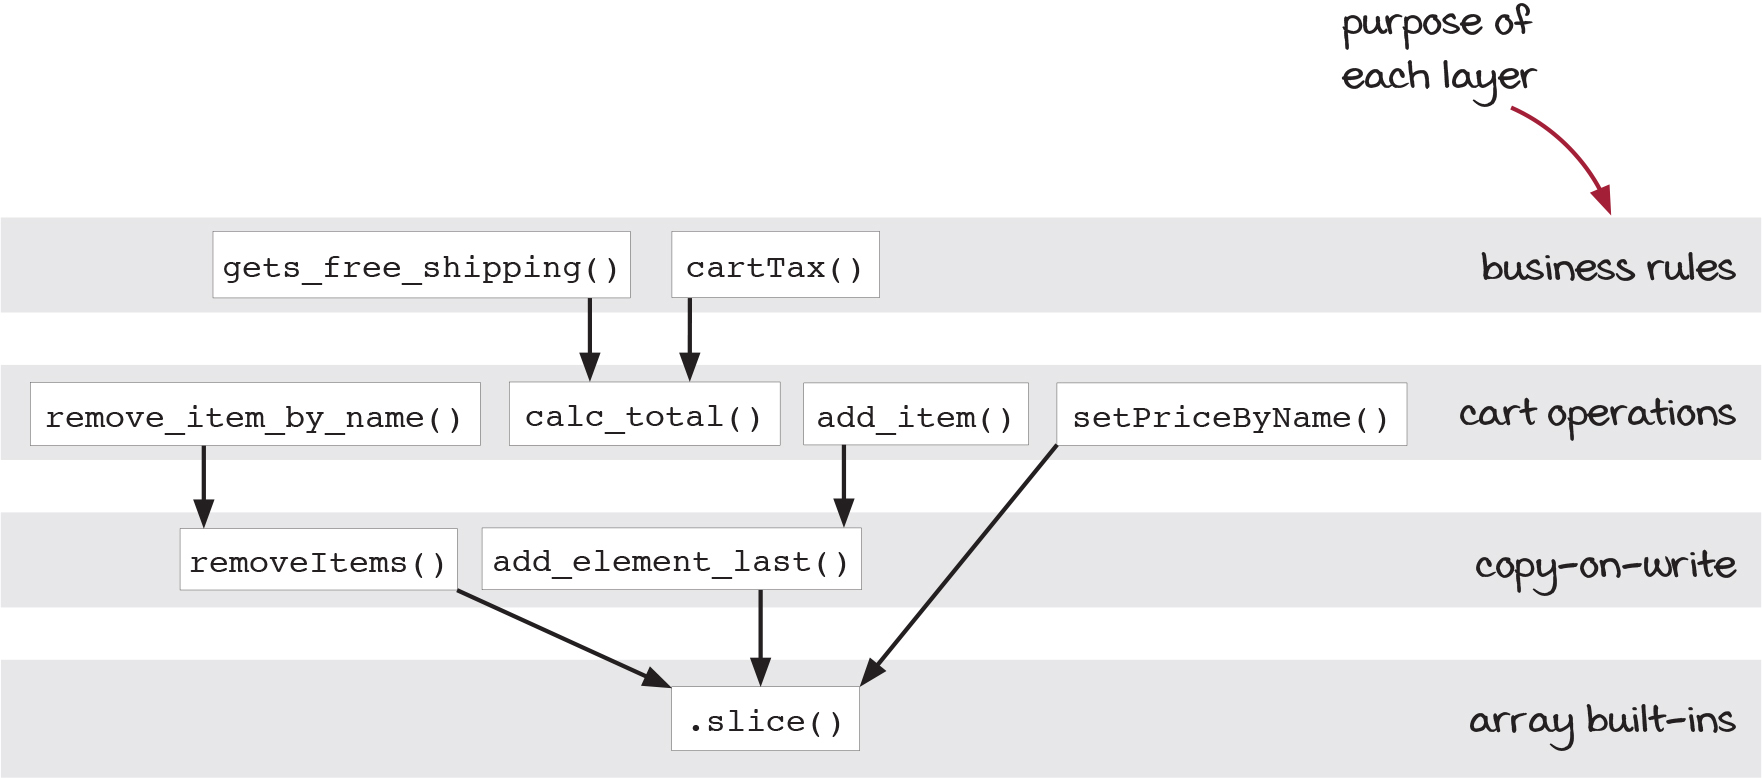 purpose of
each layer
gets_free_shipping()
cartTax()
business rules
remove_item_by_name()
calc_total()
add_item()
setPriceByName()
cart operations
removeItems()
add_element_last()
copy-on-write
.slice()
array built-ins